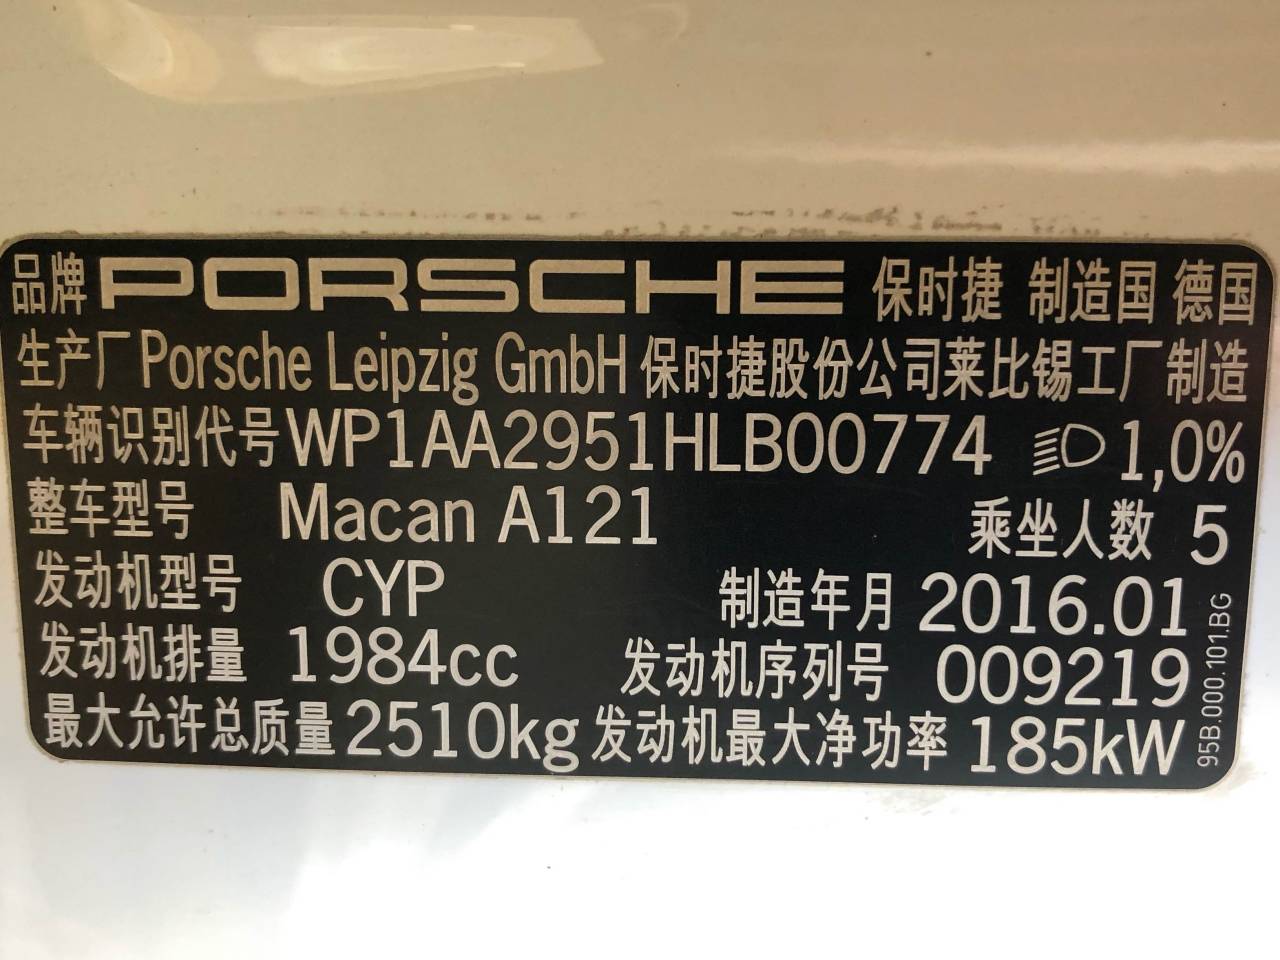 品牌 PORSCHE 保时捷 制造国 德国
生产厂 Porsche Leipzig GmbH 保时捷股份公司莱比锡工厂制造
车辆识别代号 WP1AA2951HLB00774 1,0%
整车型号 Macan A121 乘坐人数 5
发动机型号 CYP 制造年月 2016.01
发动机排量 1984cc 发动机序列号 009219
最大允许总质量 2510kg 发动机最大净功率 185kW
95B.000.101.BG